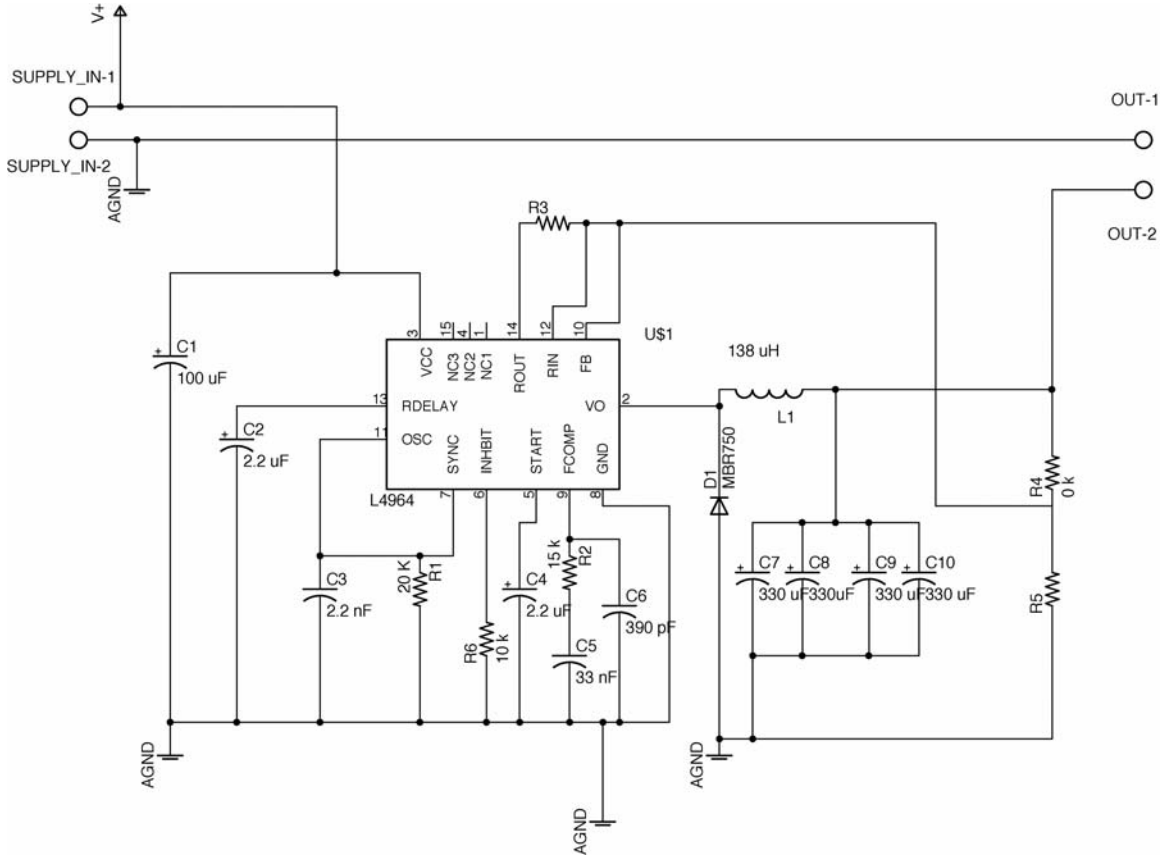 V+
SUPPLY_IN-1
OUT-1
SUPPLY_IN-2
AGND
OUT-2
R3
3
15
4
1
14
12
10
U$1
VCC
NC3
NC2
NC1
ROUT
RIN
FB
138 uH
L1
C1
100 uF
13
RDELAY
VO
2
11
OSC
SYNC
INHBIT
START
FCOMP
GND
C2
2.2 uF
L4964
7
6
5
9
8
D1
MBR750
R4
0 k
C3
2.2 nF
20 K
R1
R6
10 k
C4
2.2 uF
15 k
R2
C6
390 pF
C5
33 nF
C7
330 uF
C8
330uF
C9
330 uF
C10
330 uF
R5
AGND
AGND
AGND